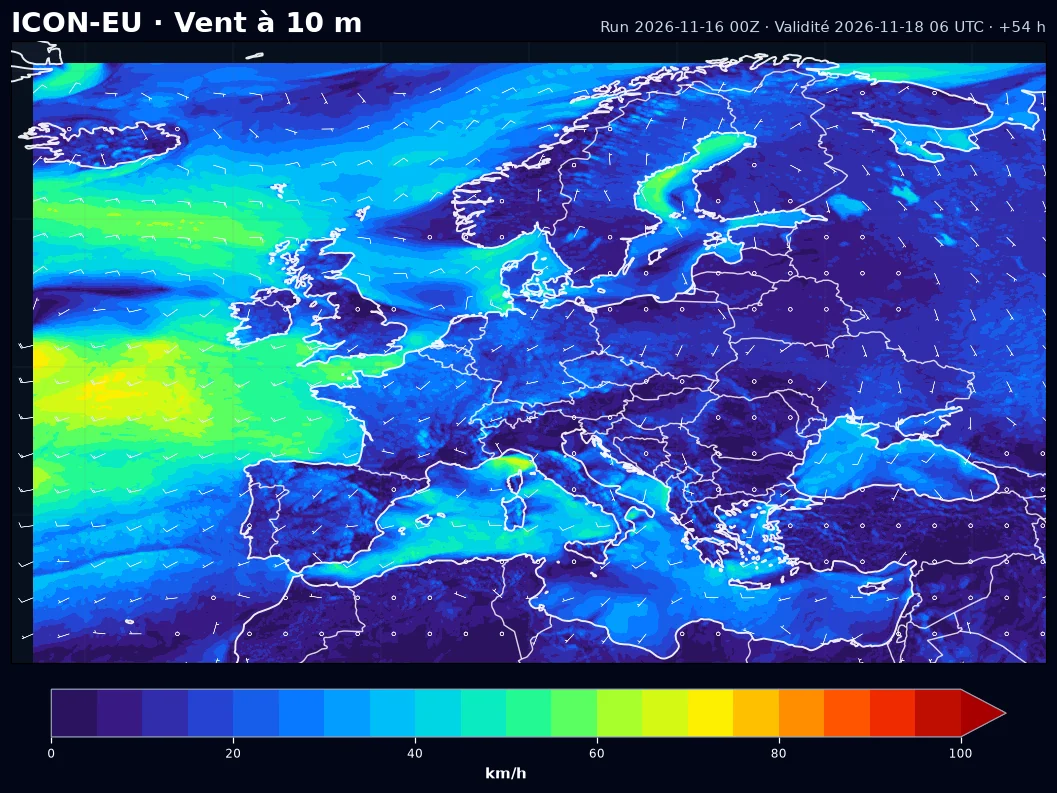 ICON-EU · Vent à 10 m
Run 2026-11-16 00Z · Validité 2026-11-18 06 UTC · +54 h
0 20 40 60 80 100
km/h